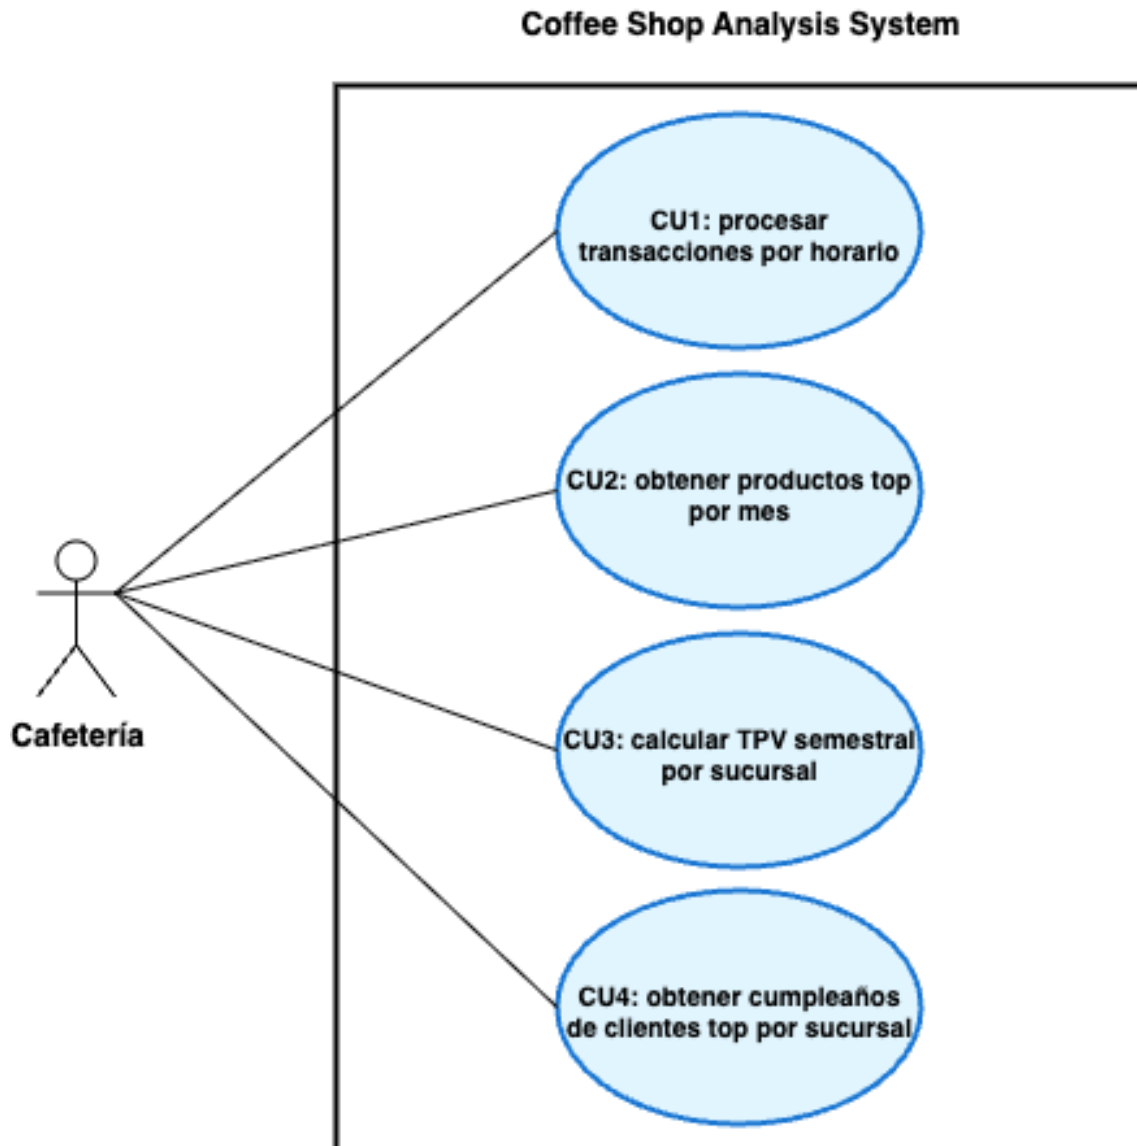 Coffee Shop Analysis System
CU1: procesar
transacciones por horario
CU2: obtener productos top
por mes
Cafetería
CU3: calcular TPV semestral
por sucursal
CU4: obtener cumpleaños
de clientes top por sucursal